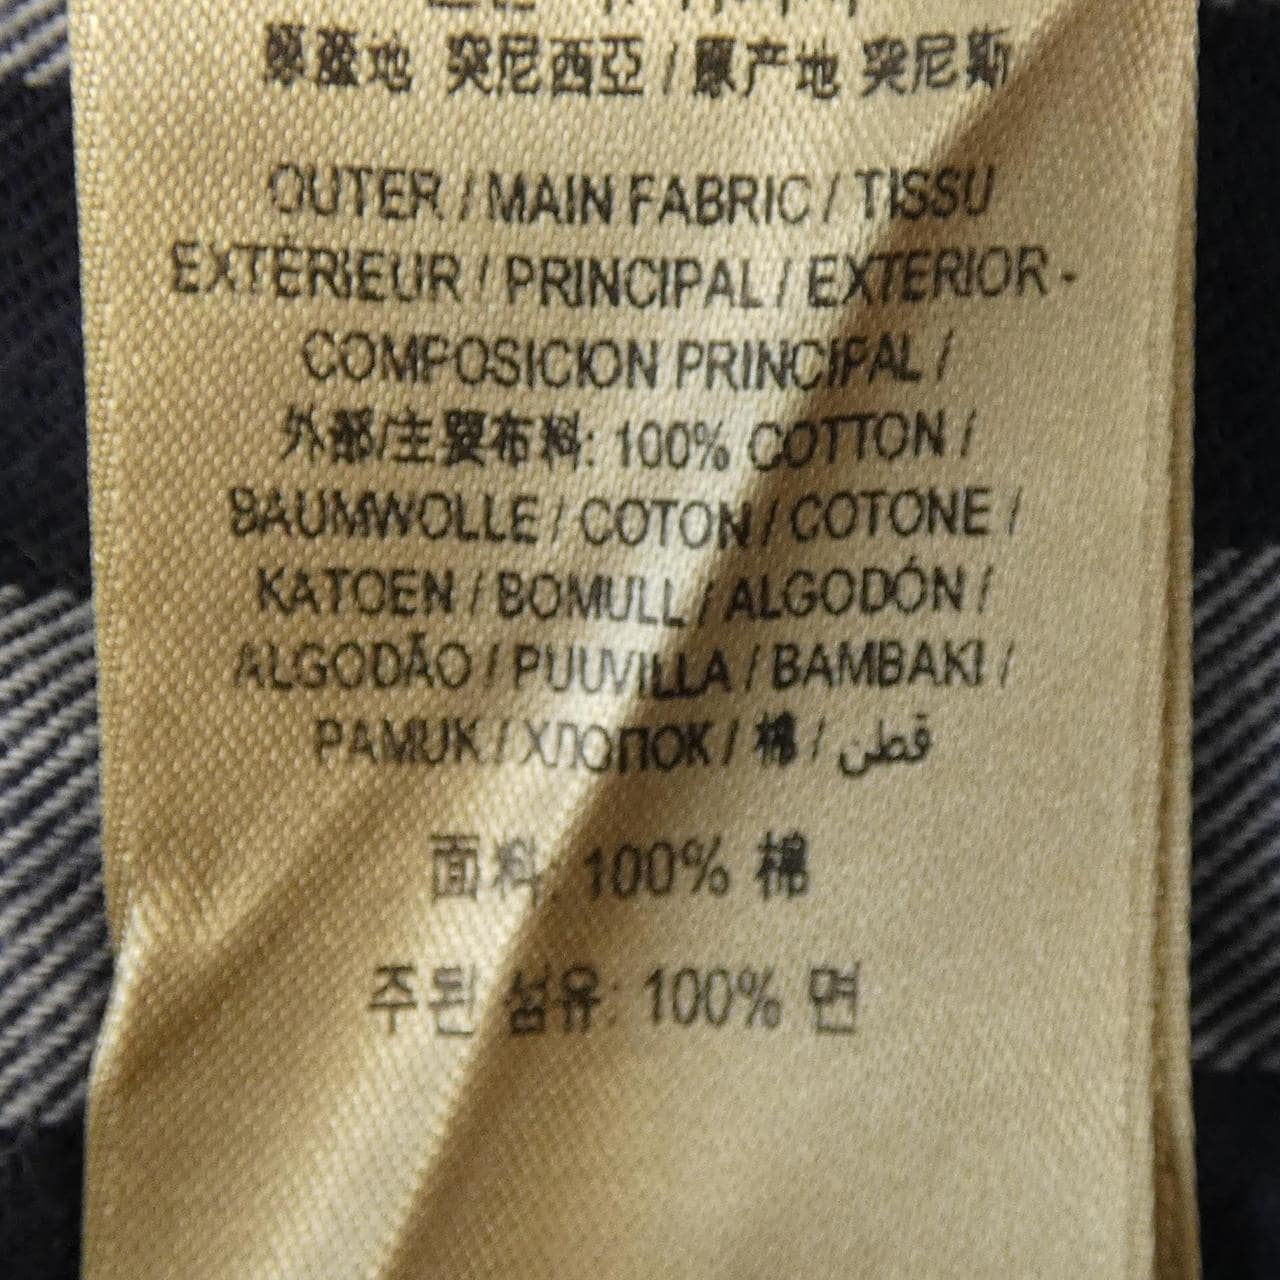 原產地 突尼西亞 / 原产地 突尼斯
OUTER / MAIN FABRIC / TISSU
EXTÉRIEUR / PRINCIPAL / EXTERIOR -
COMPOSICION PRINCIPAL /
外部/主要布料: 100% COTTON /
BAUMWOLLE / COTON / COTONE /
KATOEN / BOMULL / ALGODÓN /
ALGODÃO / PUUVILLA / BAMBAKI /
PAMUK / ХЛОПОК / 棉 / قطن
面料: 100% 棉
주된 섬유: 100% 면